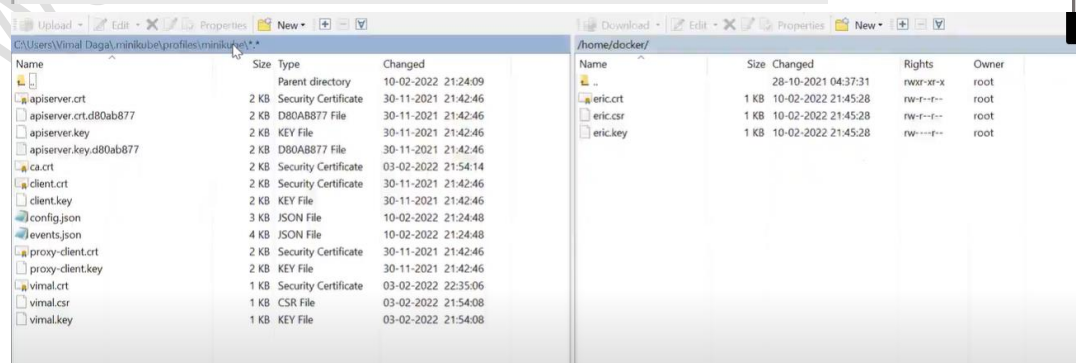 Upload Edit Properties New
C:\Users\Vimal Daga\.minikube\profiles\minikube\*.*
Name Size Type Changed
.. Parent directory 10-02-2022 21:24:09
apiserver.crt 2 KB Security Certificate 30-11-2021 21:42:46
apiserver.crt.d80ab877 2 KB D80AB877 File 30-11-2021 21:42:46
apiserver.key 2 KB KEY File 30-11-2021 21:42:46
apiserver.key.d80ab877 2 KB D80AB877 File 30-11-2021 21:42:46
ca.crt 2 KB Security Certificate 03-02-2022 21:54:14
client.crt 2 KB Security Certificate 30-11-2021 21:42:46
client.key 2 KB KEY File 30-11-2021 21:42:46
config.json 3 KB JSON File 10-02-2022 21:24:48
events.json 4 KB JSON File 10-02-2022 21:24:48
proxy-client.crt 2 KB Security Certificate 30-11-2021 21:42:46
proxy-client.key 2 KB KEY File 30-11-2021 21:42:46
vimal.crt 1 KB Security Certificate 03-02-2022 22:35:06
vimal.csr 1 KB CSR File 03-02-2022 21:54:08
vimal.key 1 KB KEY File 03-02-2022 21:54:08
Download Edit Properties New
/home/docker/
Name Size Changed Rights Owner
.. 28-10-2021 04:37:31 rwxr-xr-x root
eric.crt 1 KB 10-02-2022 21:45:28 rw-r--r-- root
eric.csr 1 KB 10-02-2022 21:45:28 rw-r--r-- root
eric.key 1 KB 10-02-2022 21:45:28 rw----r-- root